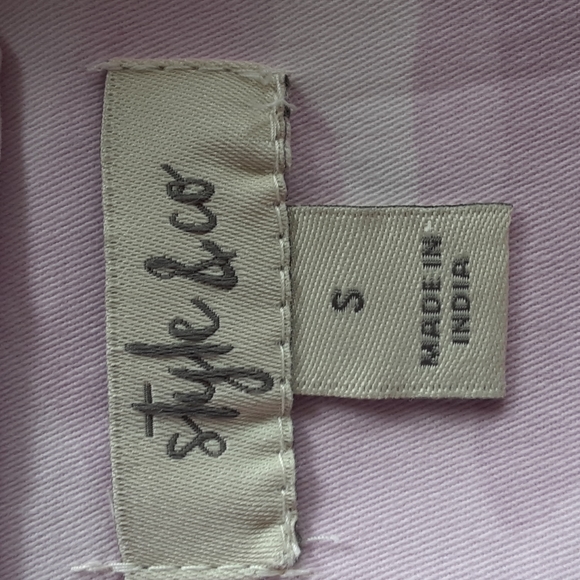 style & co
S
MADE IN
INDIA